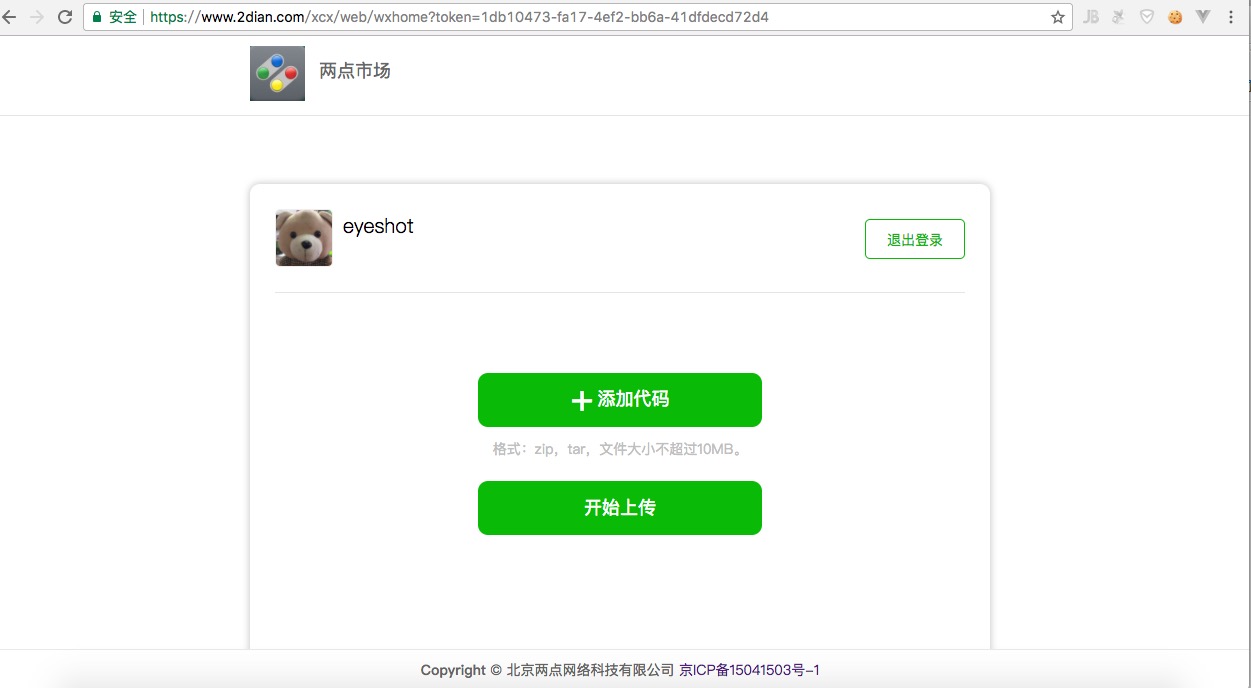 安全 https://www.2dian.com/xcx/web/wxhome?token=1db10473-fa17-4ef2-bb6a-41dfdecd72d4 JB
两点市场
eyeshot
退出登录
+ 添加代码
格式：zip，tar，文件大小不超过10MB。
开始上传
Copyright © 北京两点网络科技有限公司 京ICP备15041503号-1